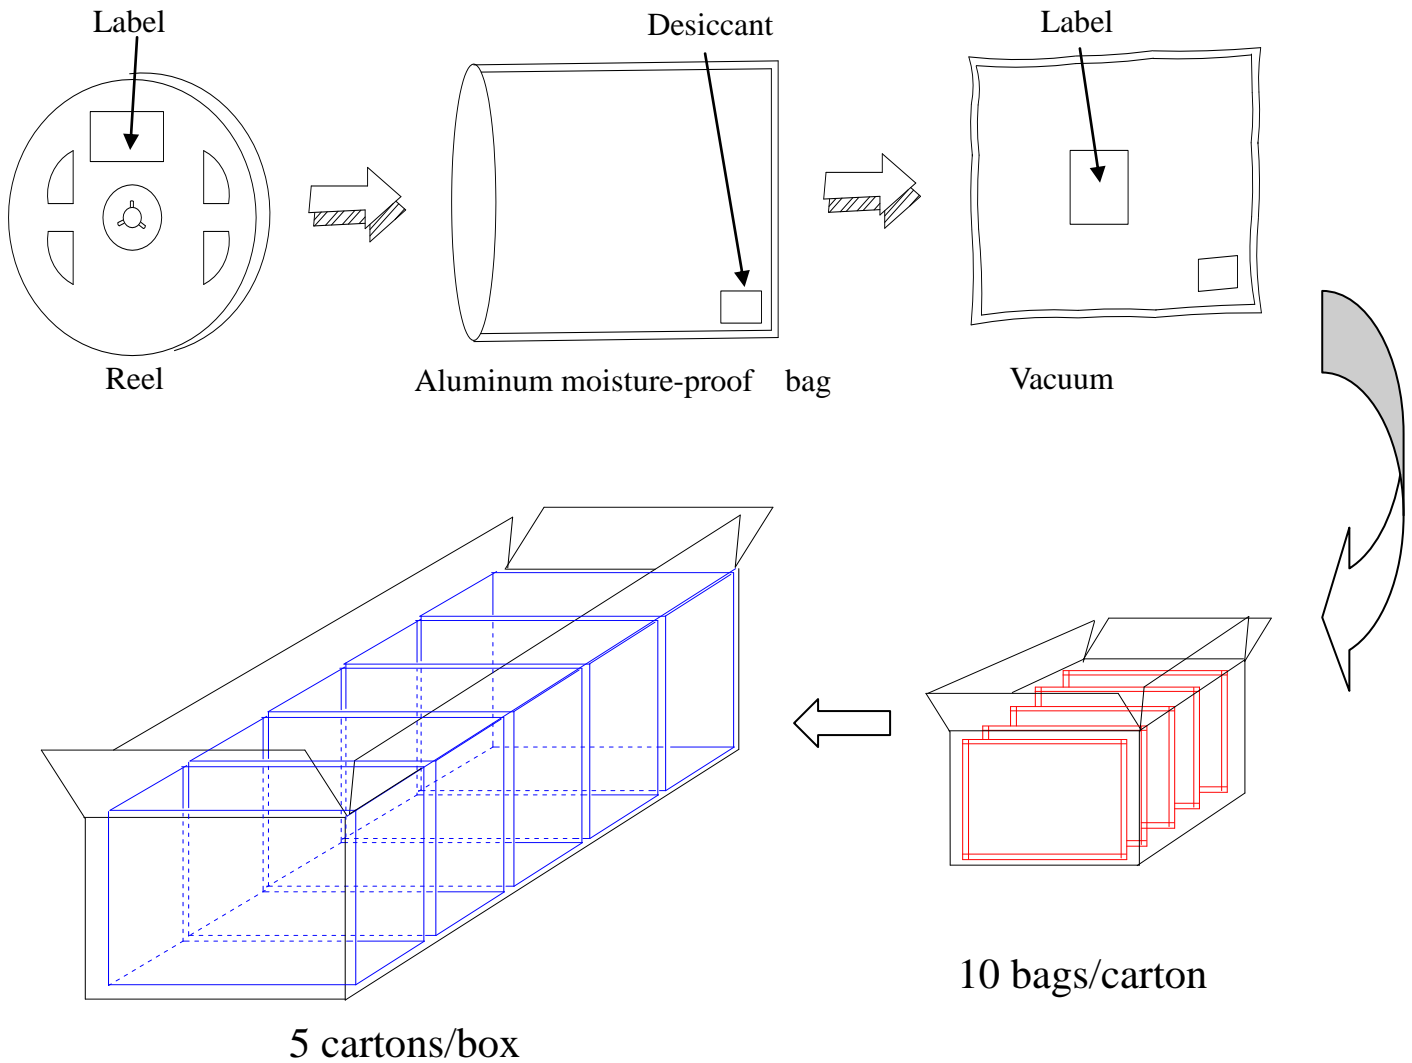 Label
Desiccant
Label
Reel
Aluminum moisture-proof bag
Vacuum
10 bags/carton
5 cartons/box